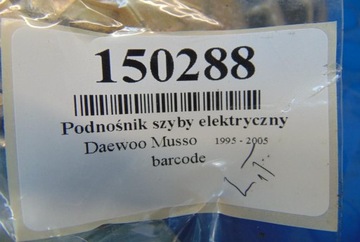 150288
Podnośnik szyby elektryczny
Daewoo Musso 1995 - 2005
barcode